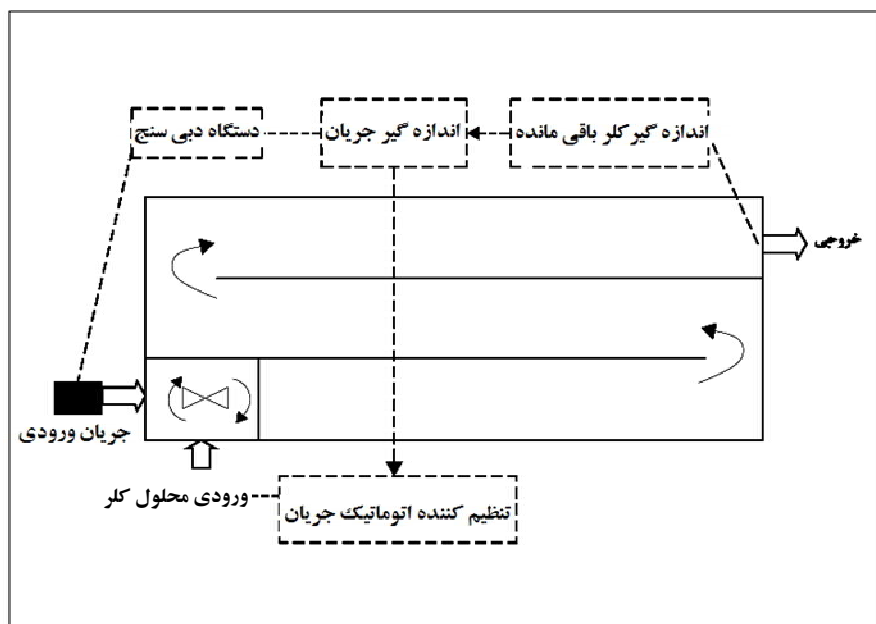 اندازه گیر کلر باقی مانده
اندازه گیر جریان
دستگاه دبی سنج
خروجی
جریان ورودی
ورودی محلول کلر
تنظیم کننده اتوماتیک جریان